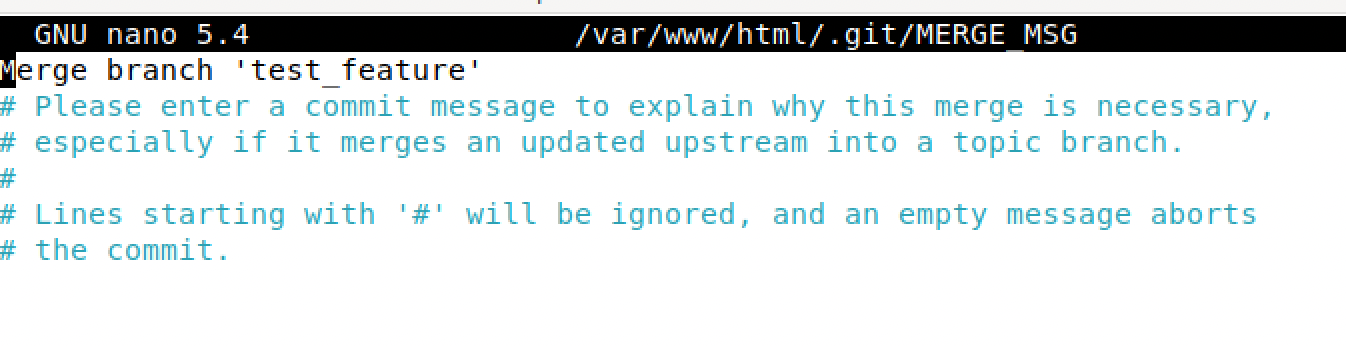 GNU nano 5.4 /var/www/html/.git/MERGE_MSG
Merge branch 'test_feature'
# Please enter a commit message to explain why this merge is necessary,
# especially if it merges an updated upstream into a topic branch.
#
# Lines starting with '#' will be ignored, and an empty message aborts
# the commit.